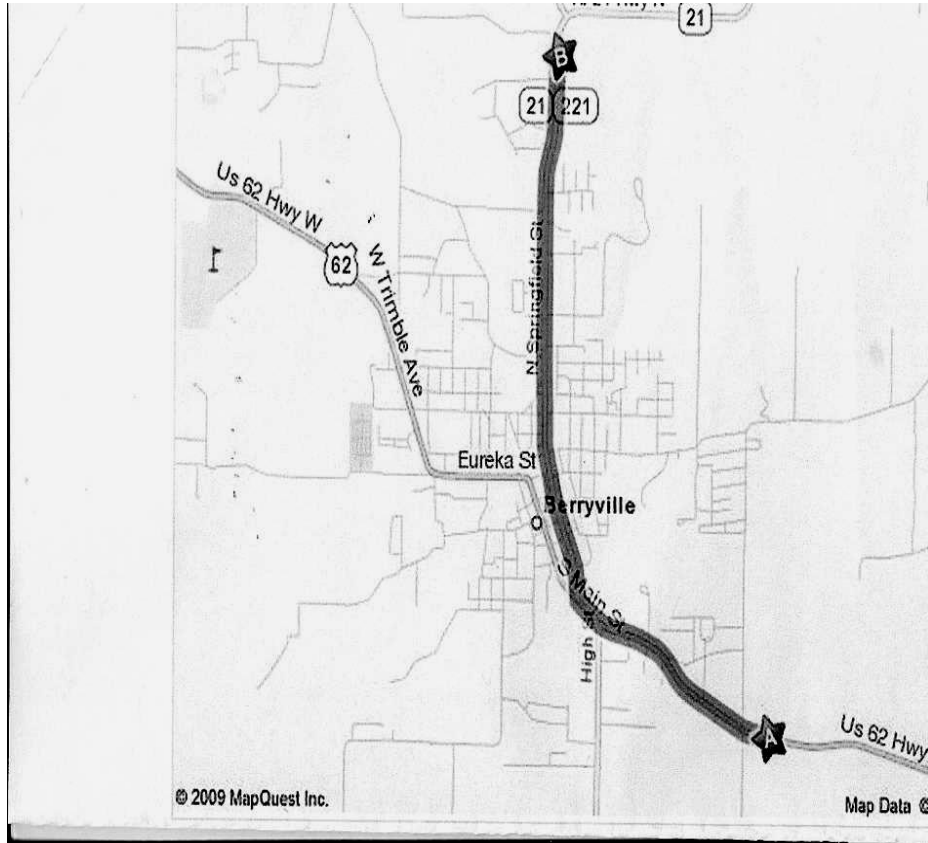 21
B
21
221
Us 62 Hwy W
62
W Trimble Ave
N Springfield St
Eureka St
Berryville
S Main St
High St
A
Us 62 Hwy
© 2009 MapQuest Inc.
Map Data ©